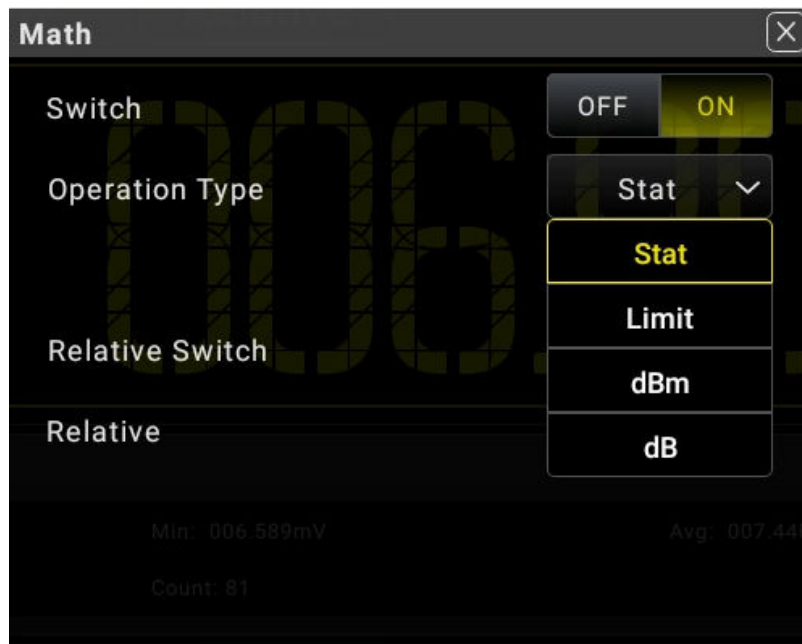 Math
Switch OFF ON
Operation Type Stat
Stat
Limit
Relative Switch
dBm
Relative
dB
Min: 006.589mV
Count: 81